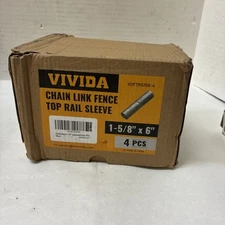 VIVIDA
CHAIN LINK FENCE
TOP RAIL SLEEVE
1-5/8" x 6"
4 PCS